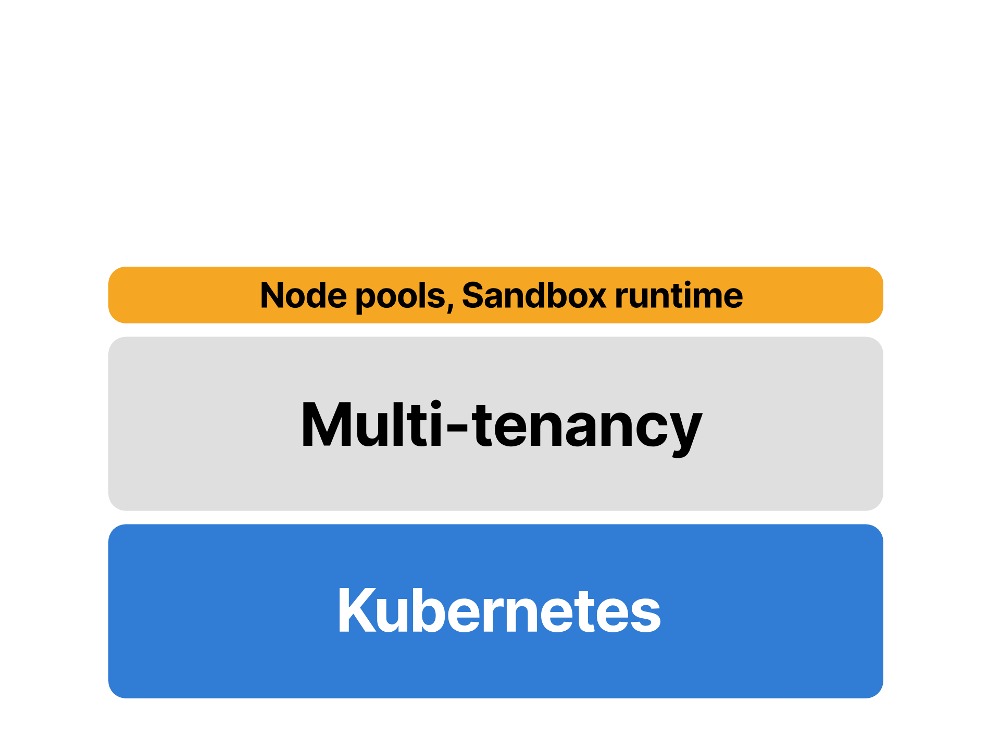 Node pools, Sandbox runtime
Multi-tenancy
Kubernetes